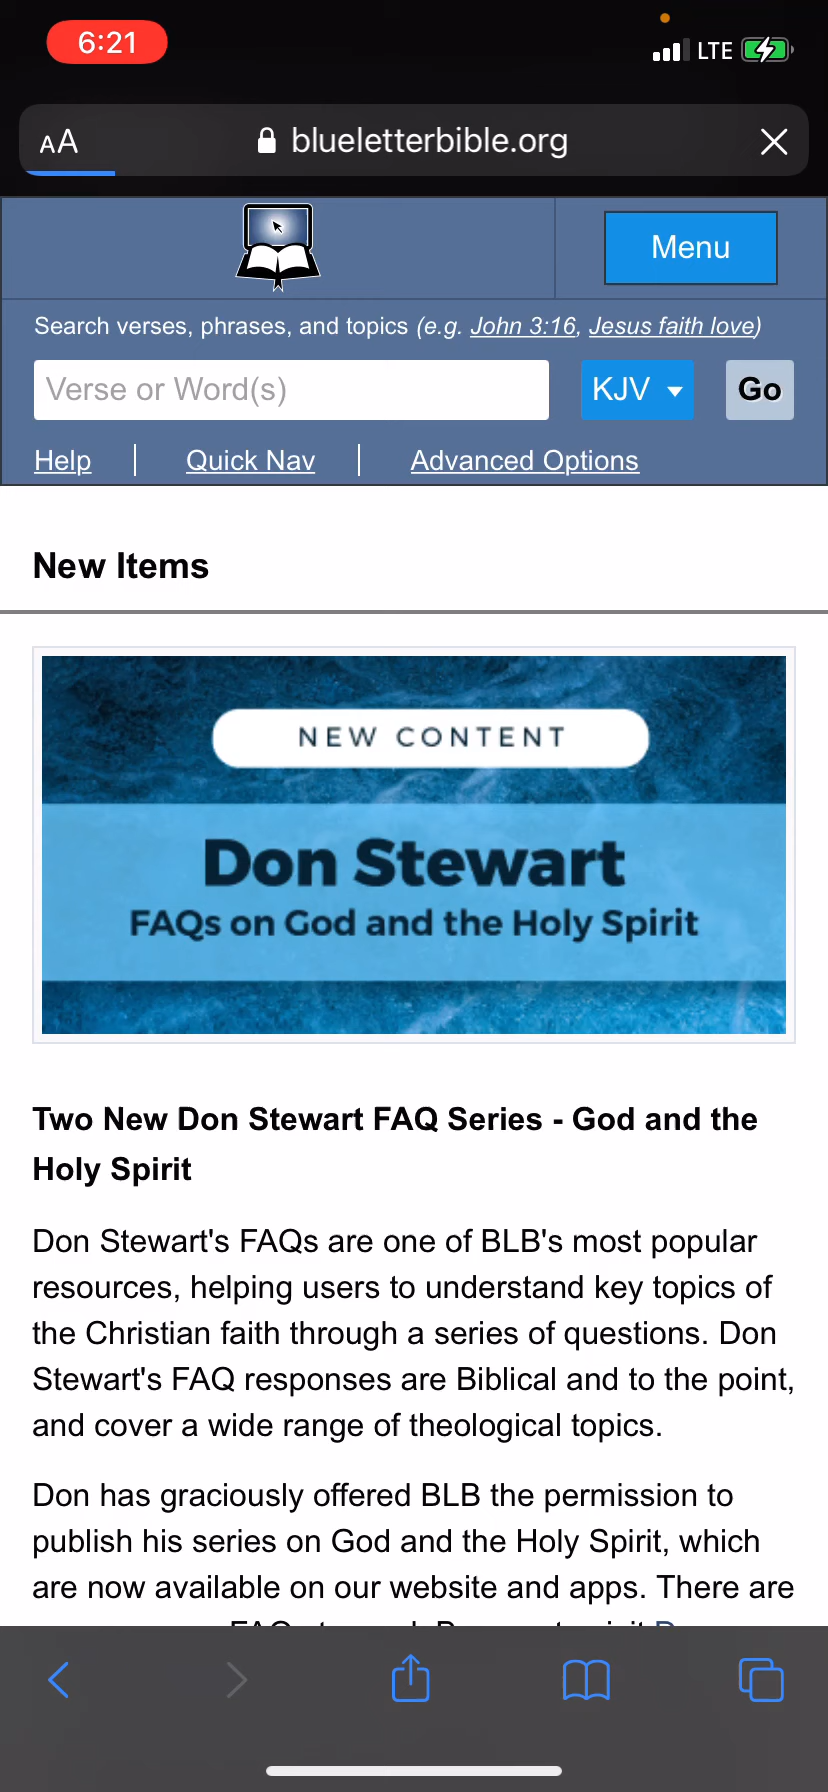 6:21
LTE
AA
blueletterbible.org
Menu
Search verses, phrases, and topics (e.g. John 3:16, Jesus faith love)
Verse or Word(s)
KJV
Go
Help
Quick Nav
Advanced Options
New Items
NEW CONTENT
Don Stewart
FAQs on God and the Holy Spirit
Two New Don Stewart FAQ Series - God and the
Holy Spirit
Don Stewart's FAQs are one of BLB's most popular
resources, helping users to understand key topics of
the Christian faith through a series of questions. Don
Stewart's FAQ responses are Biblical and to the point,
and cover a wide range of theological topics.
Don has graciously offered BLB the permission to
publish his series on God and the Holy Spirit, which
are now available on our website and apps. There are